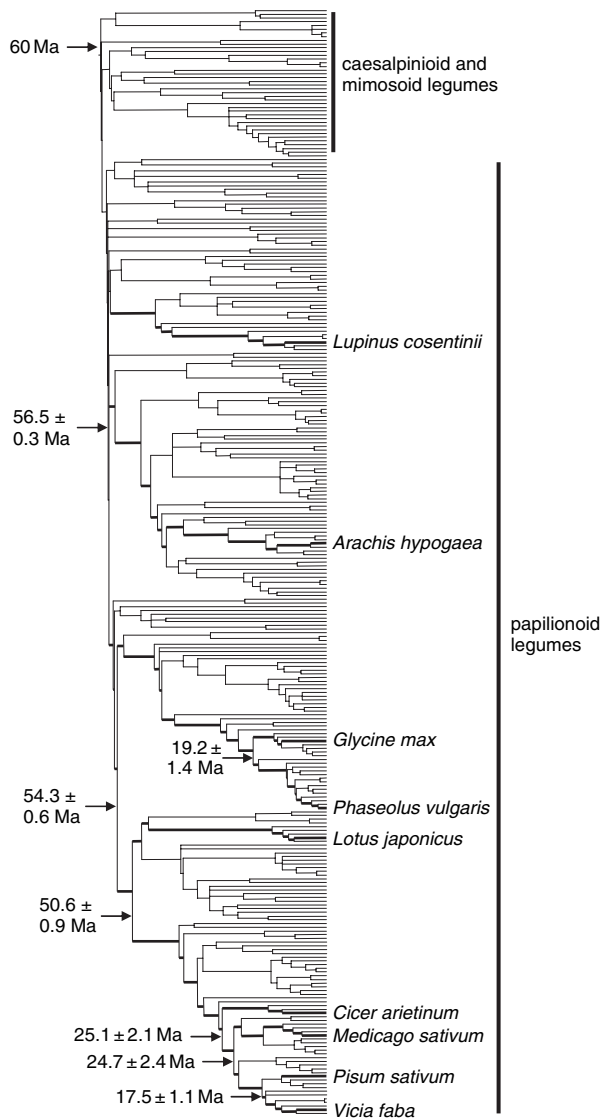 60 Ma
caesalpinioid and
mimosoid legumes
Lupinus cosentinii
56.5 ±
0.3 Ma
Arachis hypogaea
papilionoid
legumes
Glycine max
19.2 ±
1.4 Ma
Phaseolus vulgaris
54.3 ±
0.6 Ma
Lotus japonicus
50.6 ±
0.9 Ma
Cicer arietinum
25.1 ± 2.1 Ma
Medicago sativum
24.7 ± 2.4 Ma
Pisum sativum
17.5 ± 1.1 Ma
Vicia faba